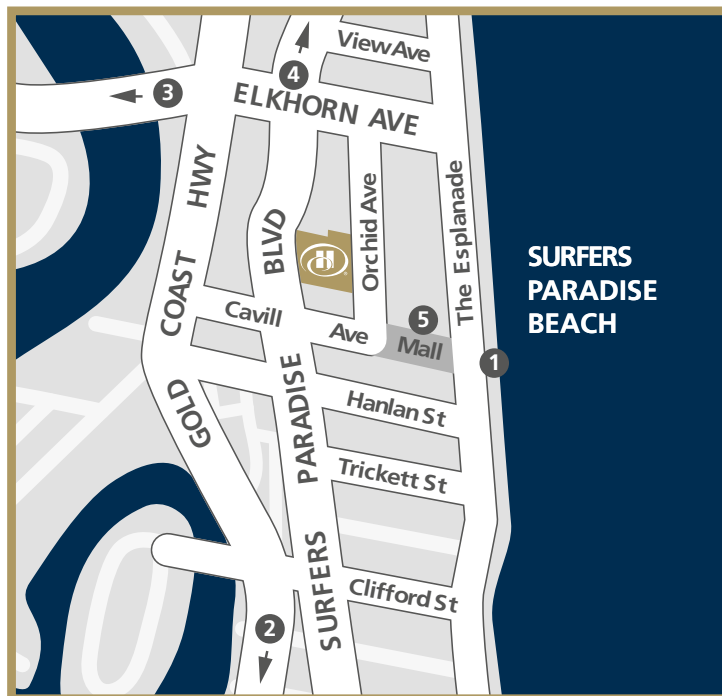 View Ave
4
3
ELKHORN AVE
HWY
COAST
GOLD
BLVD
PARADISE
SURFERS
Orchid Ave
The Esplanade
H
SURFERS
PARADISE
BEACH
Cavill
Ave
5
Mall
1
Hanlan St
Trickett St
Clifford St
2